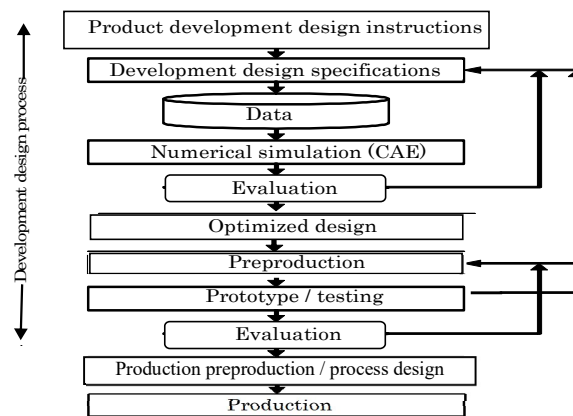 Product development design instructions
Development design specifications
Data
Numerical simulation (CAE)
Evaluation
Optimized design
Preproduction
Prototype / testing
Evaluation
Production preproduction / process design
Production
Development design process